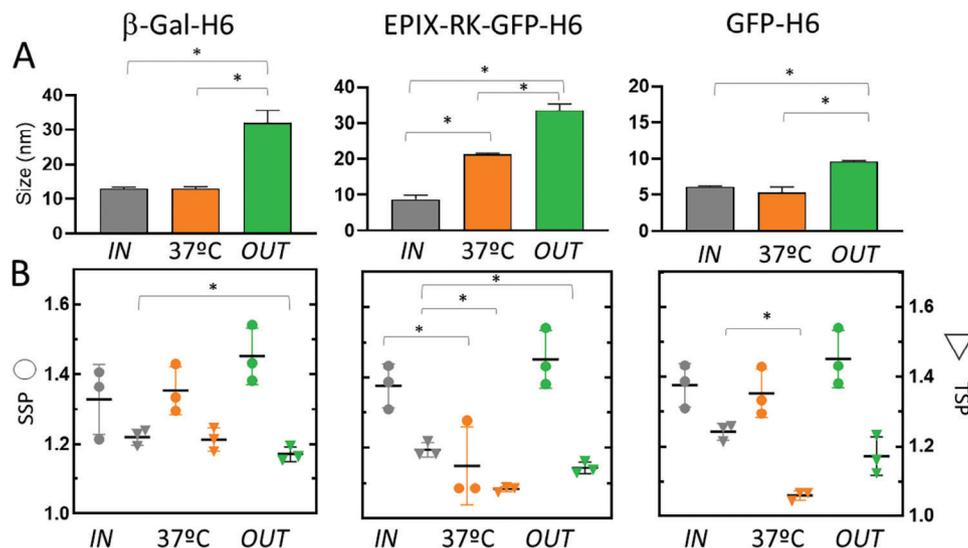 β-Gal-H6 EPIX-RK-GFP-H6 GFP-H6
A
* * * * * * *
Size (nm)
40 30 20 10 0
40 30 20 10 0
20 15 10 5 0
IN 37ºC OUT IN 37ºC OUT IN 37ºC OUT
B
* * * * *
SSP
1.6 1.4 1.2 1.0
1.6 1.4 1.2 1.0
TSP
IN 37ºC OUT IN 37ºC OUT IN 37ºC OUT